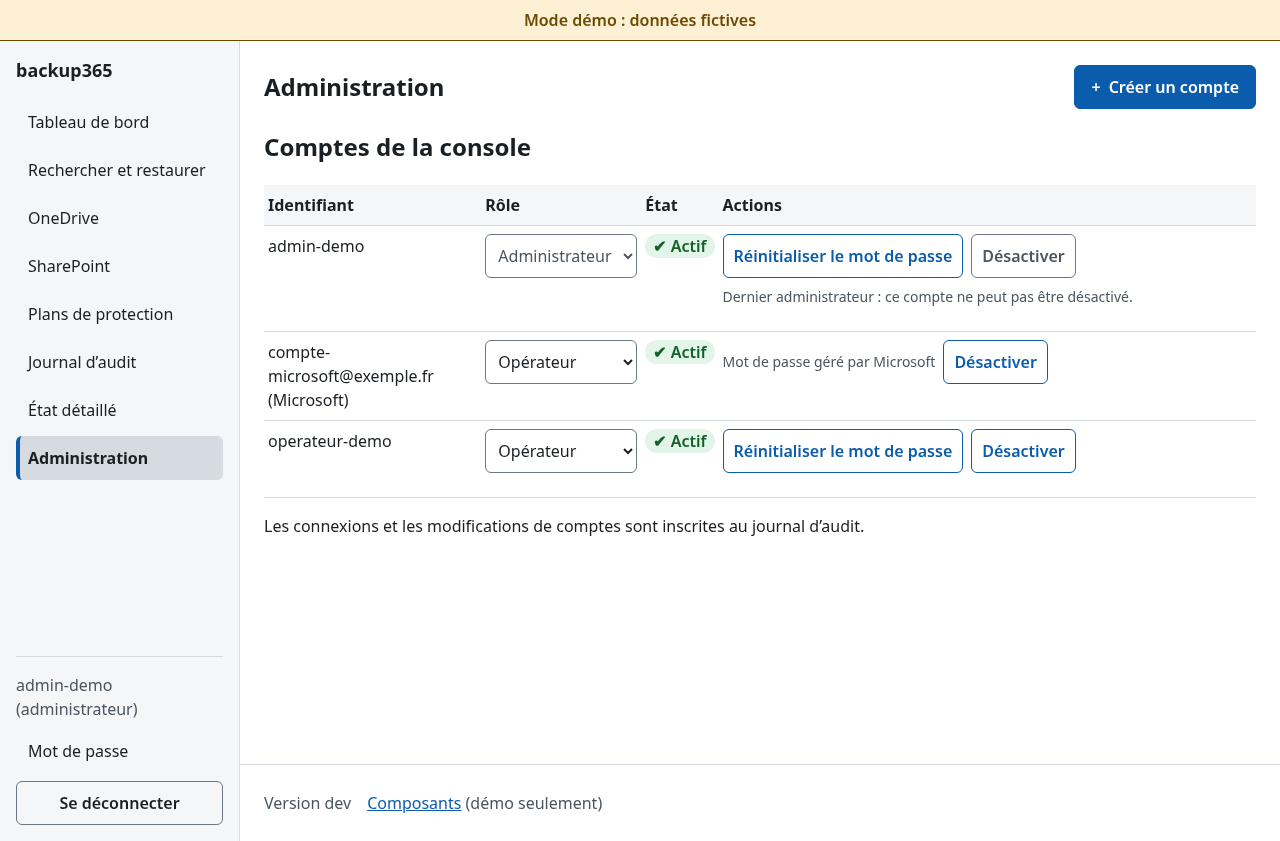 Mode démo : données fictives
backup365
Tableau de bord
Rechercher et restaurer
OneDrive
SharePoint
Plans de protection
Journal d’audit
État détaillé
Administration
admin-demo
(administrateur)
Mot de passe
Se déconnecter
Administration
+ Créer un compte
Comptes de la console
Identifiant Rôle État Actions
admin-demo Administrateur ✔ Actif Réinitialiser le mot de passe Désactiver
Dernier administrateur : ce compte ne peut pas être désactivé.
compte-
microsoft@exemple.fr
(Microsoft)
Opérateur ✔ Actif Mot de passe géré par Microsoft Désactiver
operateur-demo Opérateur ✔ Actif Réinitialiser le mot de passe Désactiver
Les connexions et les modifications de comptes sont inscrites au journal d’audit.
Version dev Composants (démo seulement)